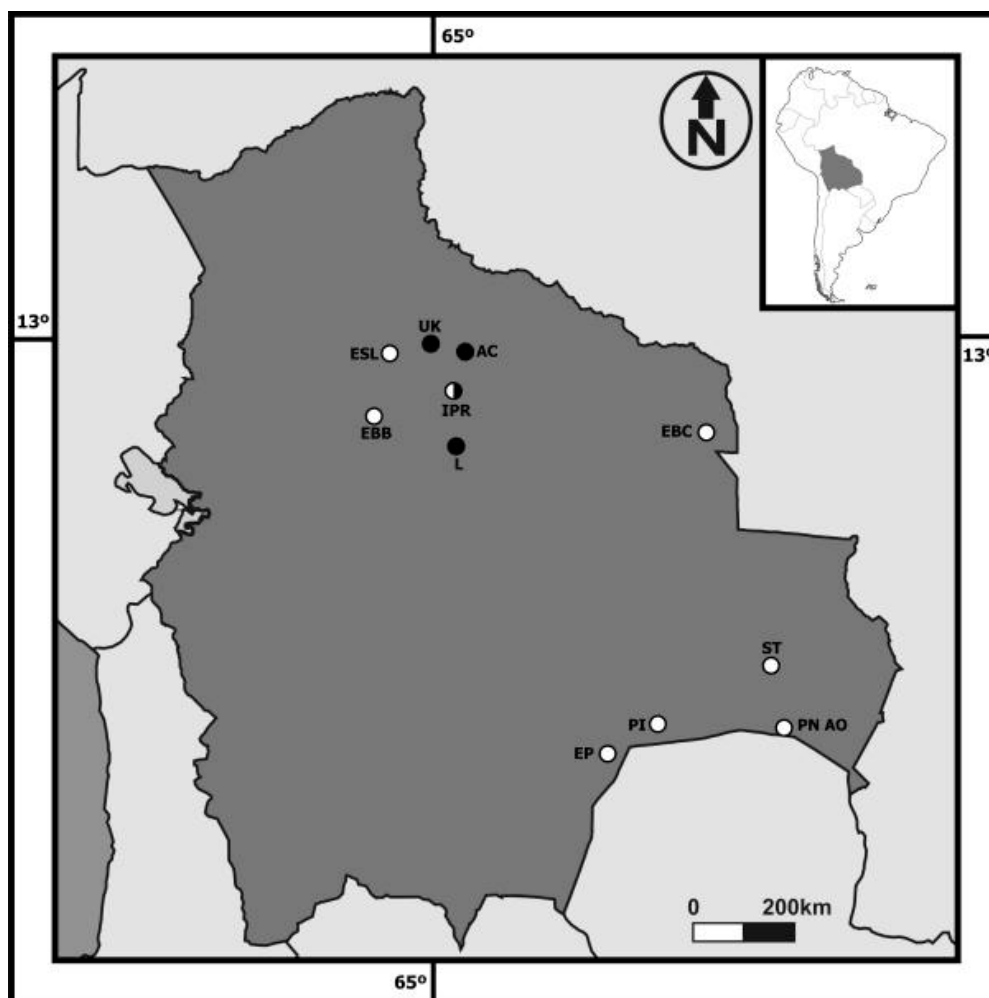 65º
N
13º
13º
UK
ESL
AC
IPR
EBB
EBC
L
ST
PI
PN AO
EP
0 200km
65º